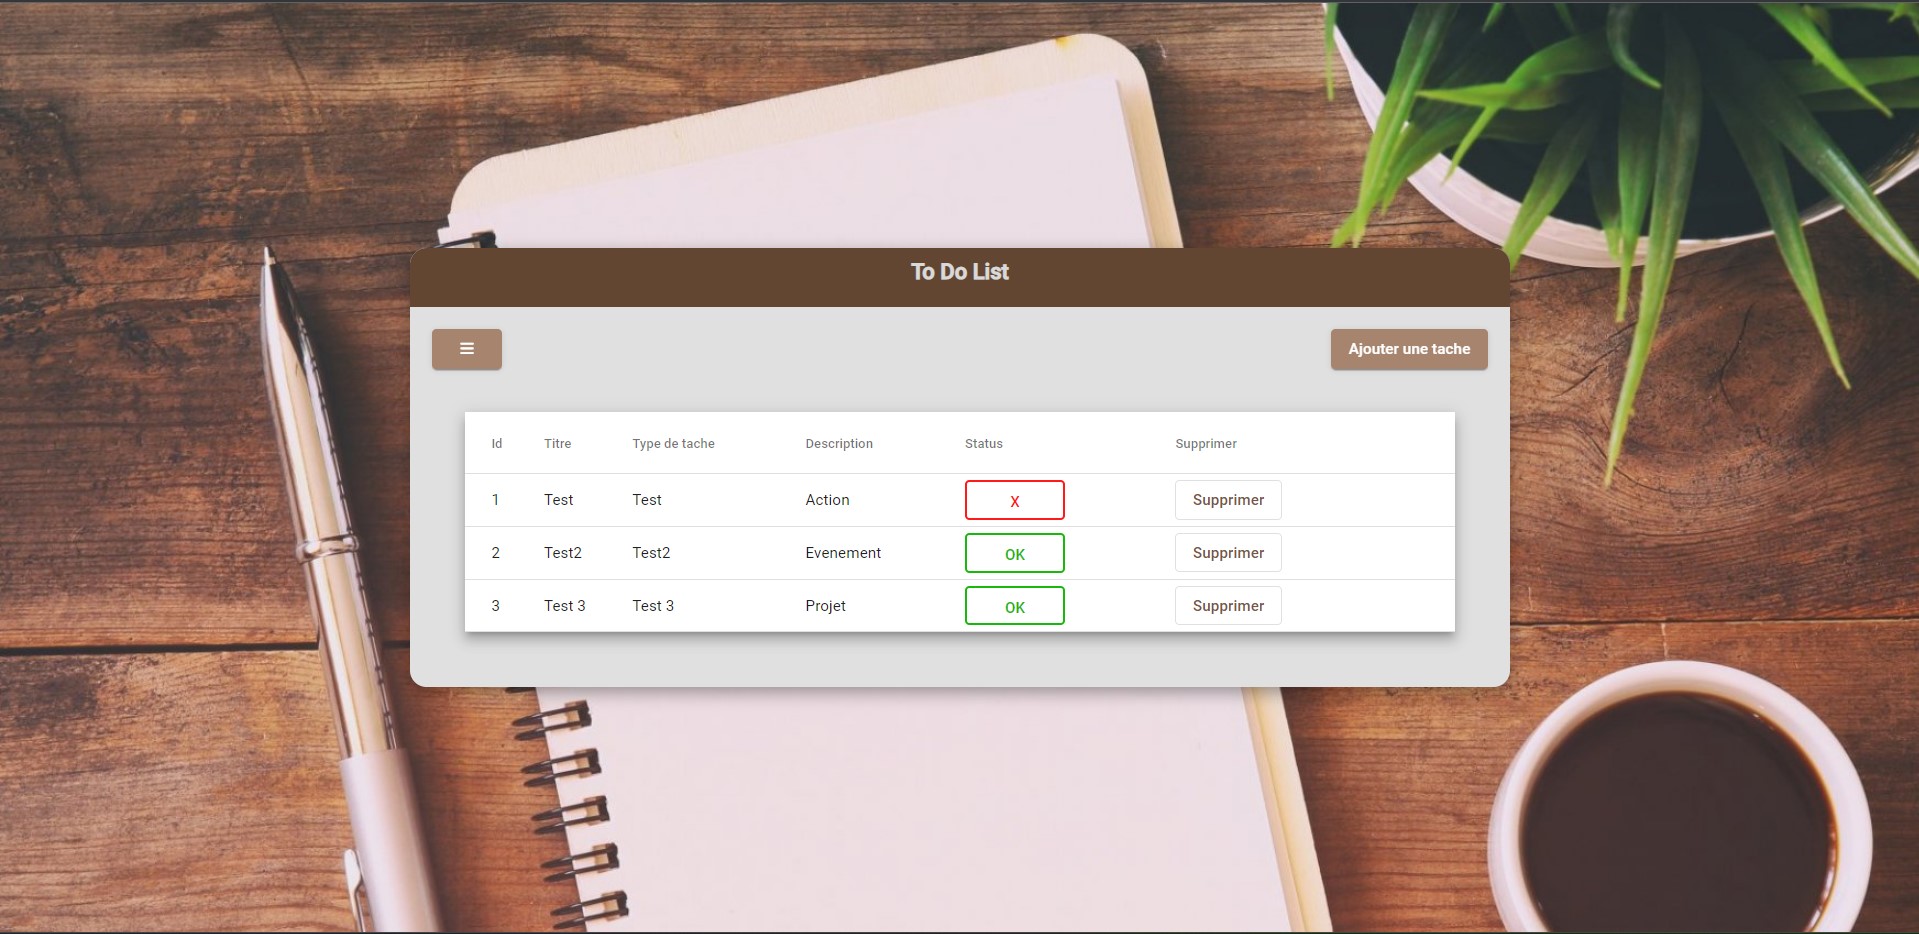 To Do List
Ajouter une tache
Id Titre Type de tache Description Status Supprimer
1 Test Test Action X Supprimer
2 Test2 Test2 Evenement OK Supprimer
3 Test 3 Test 3 Projet OK Supprimer